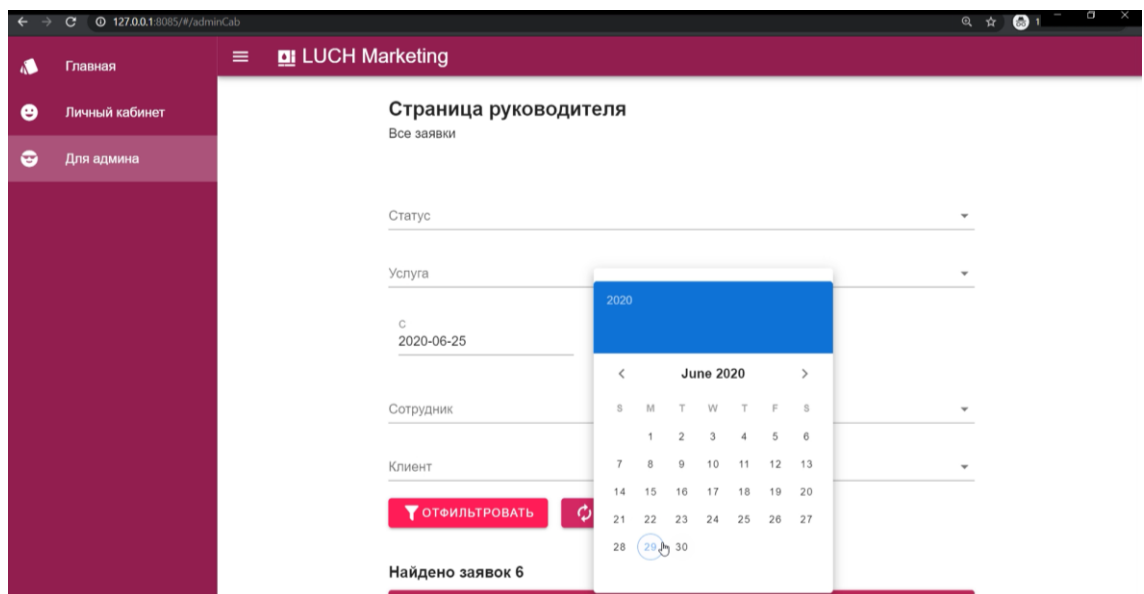 127.0.0.1:8085/#/adminCab
LUCH Marketing
Главная
Личный кабинет
Для админа
Страница руководителя
Все заявки
Статус
Услуга
С
2020-06-25
2020
June 2020
S M T W T F S
1 2 3 4 5 6
7 8 9 10 11 12 13
14 15 16 17 18 19 20
21 22 23 24 25 26 27
28 29 30
Сотрудник
Клиент
ОТФИЛЬТРОВАТЬ
Найдено заявок 6